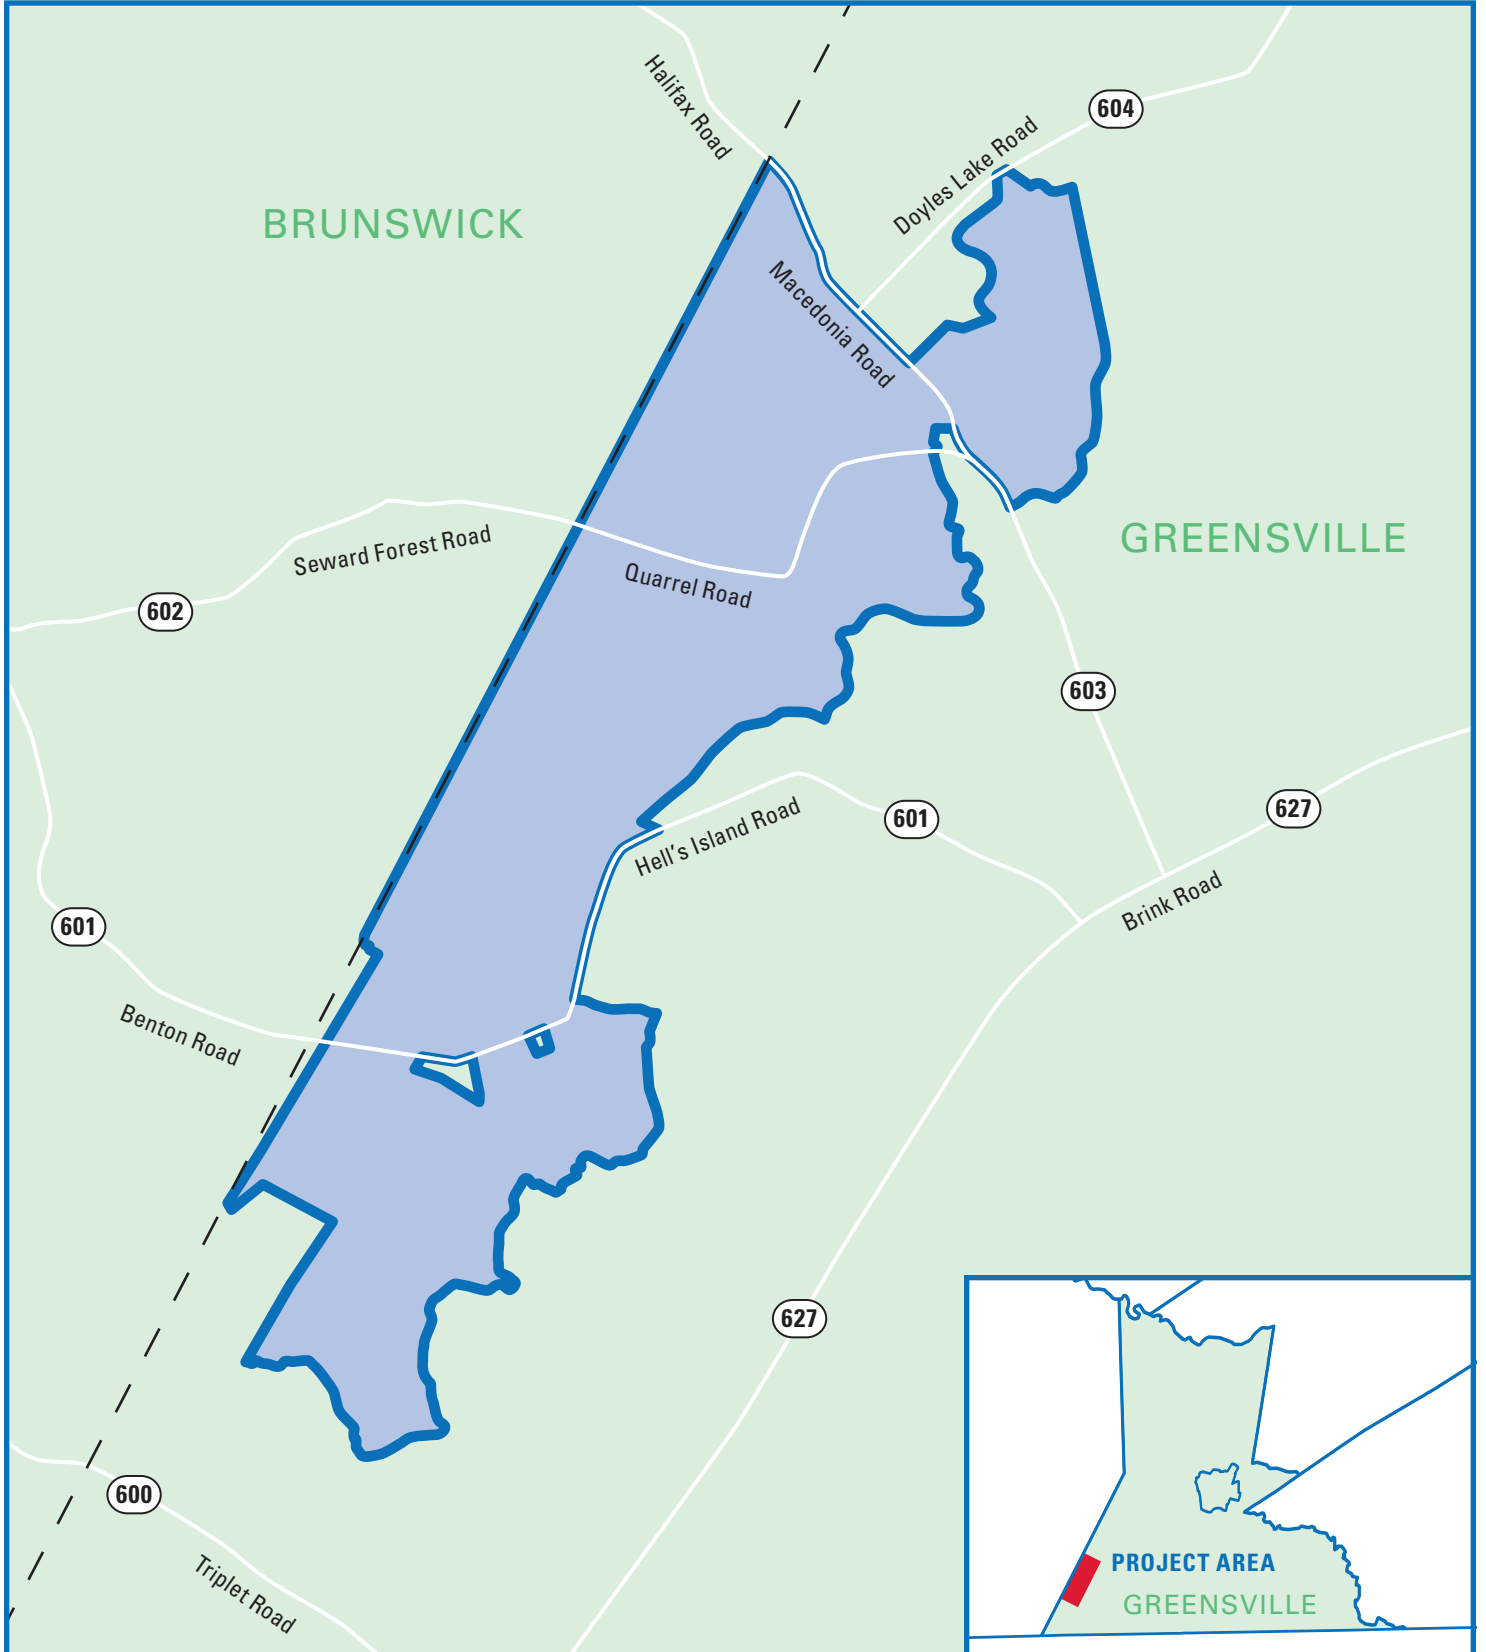 Halifax Road
604
Doyles Lake Road
BRUNSWICK
Macedonia Road
GREENSVILLE
Seward Forest Road
Quarrel Road
602
603
Hell's Island Road
601
627
Brink Road
601
Benton Road
627
600
Triplet Road
PROJECT AREA
GREENSVILLE